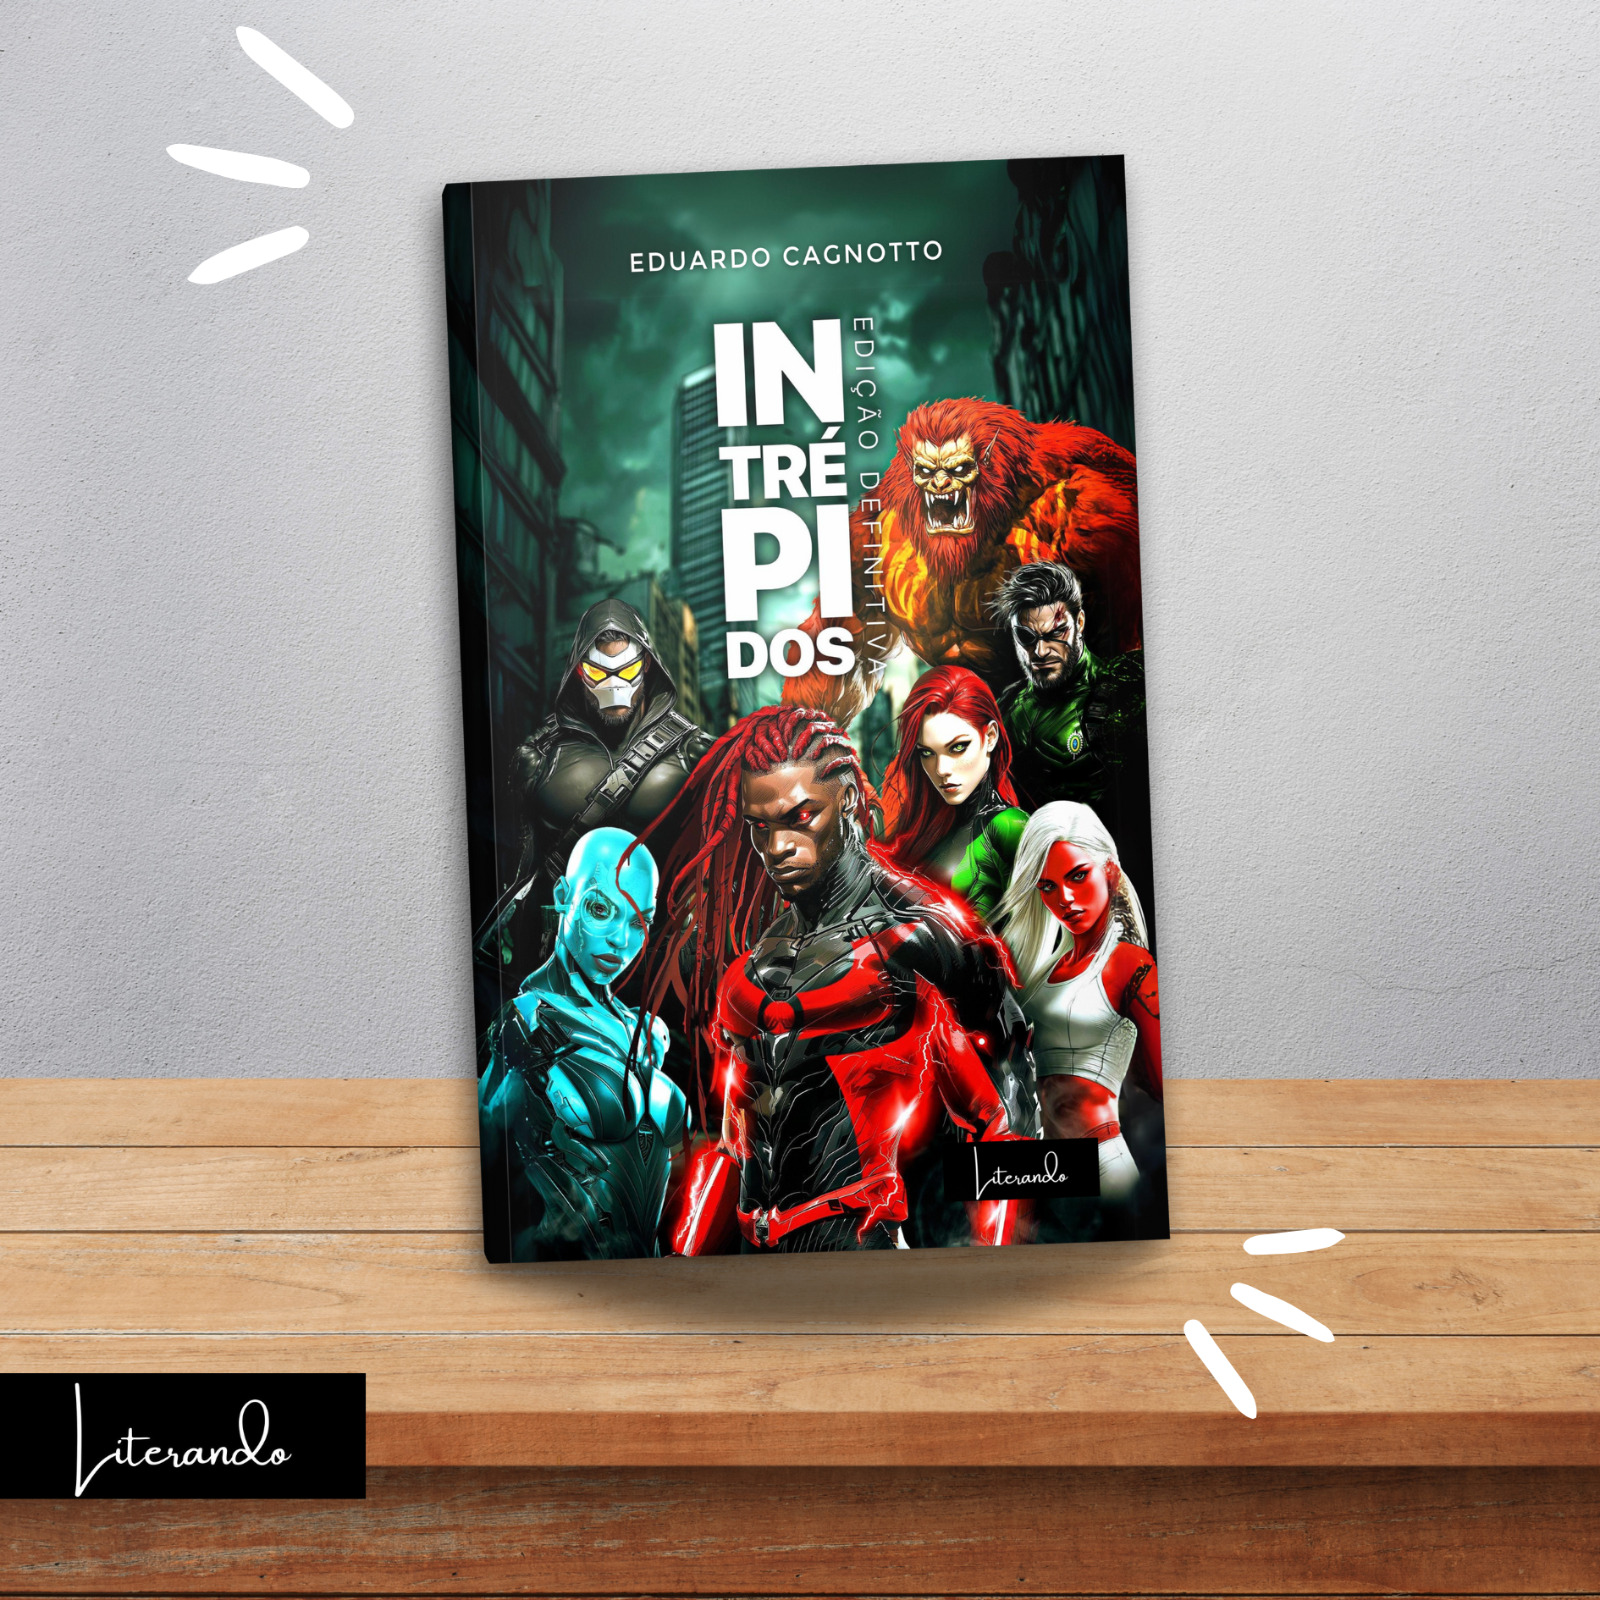 EDUARDO CAGNOTTO
IN
TRÉ
PI
DOS
EDIÇÃO DEFINITIVA
Literando
Literando